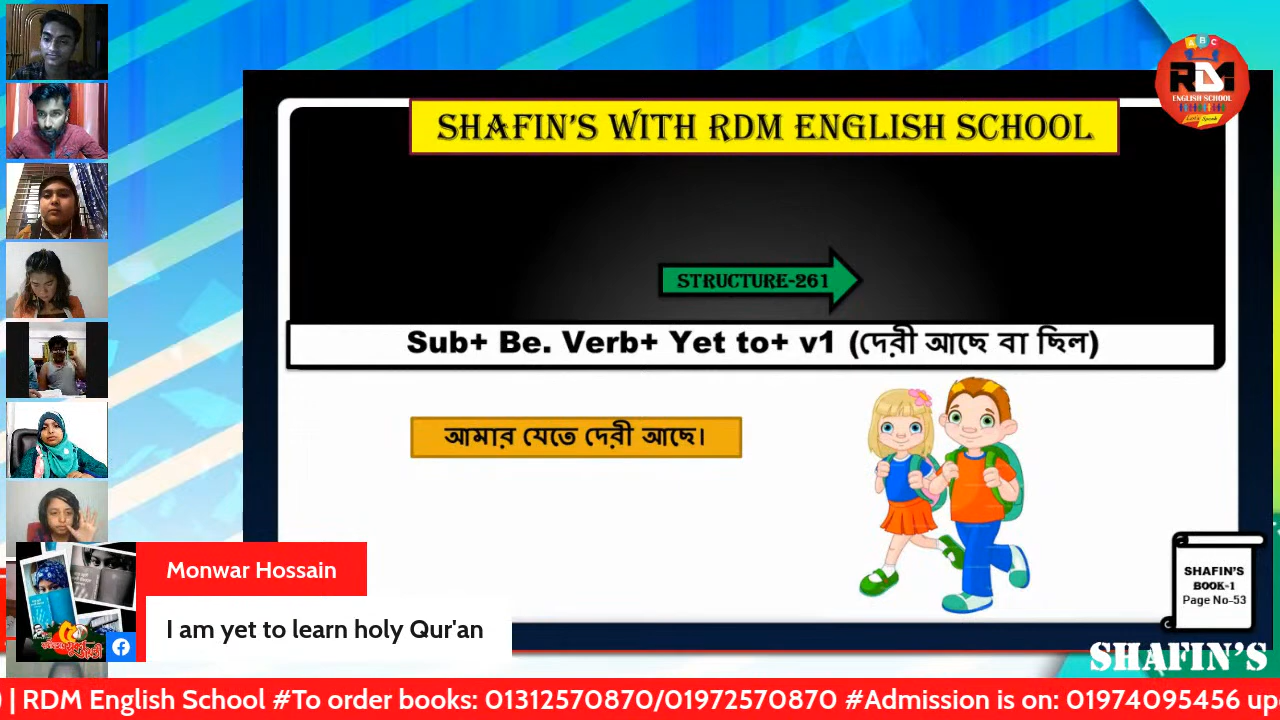 A B C
RDM
ENGLISH SCHOOL
Let's Speak
SHAFIN'S WITH RDM ENGLISH SCHOOL
STRUCTURE-261
Sub+ Be. Verb+ Yet to+ v1 (দেরী আছে বা ছিল)
আমার যেতে দেরী আছে।
SHAFIN'S
BOOK-1
Page No-53
Monwar Hossain
I am yet to learn holy Qur'an
SHAFIN'S
) | RDM English School #To order books: 01312570870/01972570870 #Admission is on: 01974095456 up